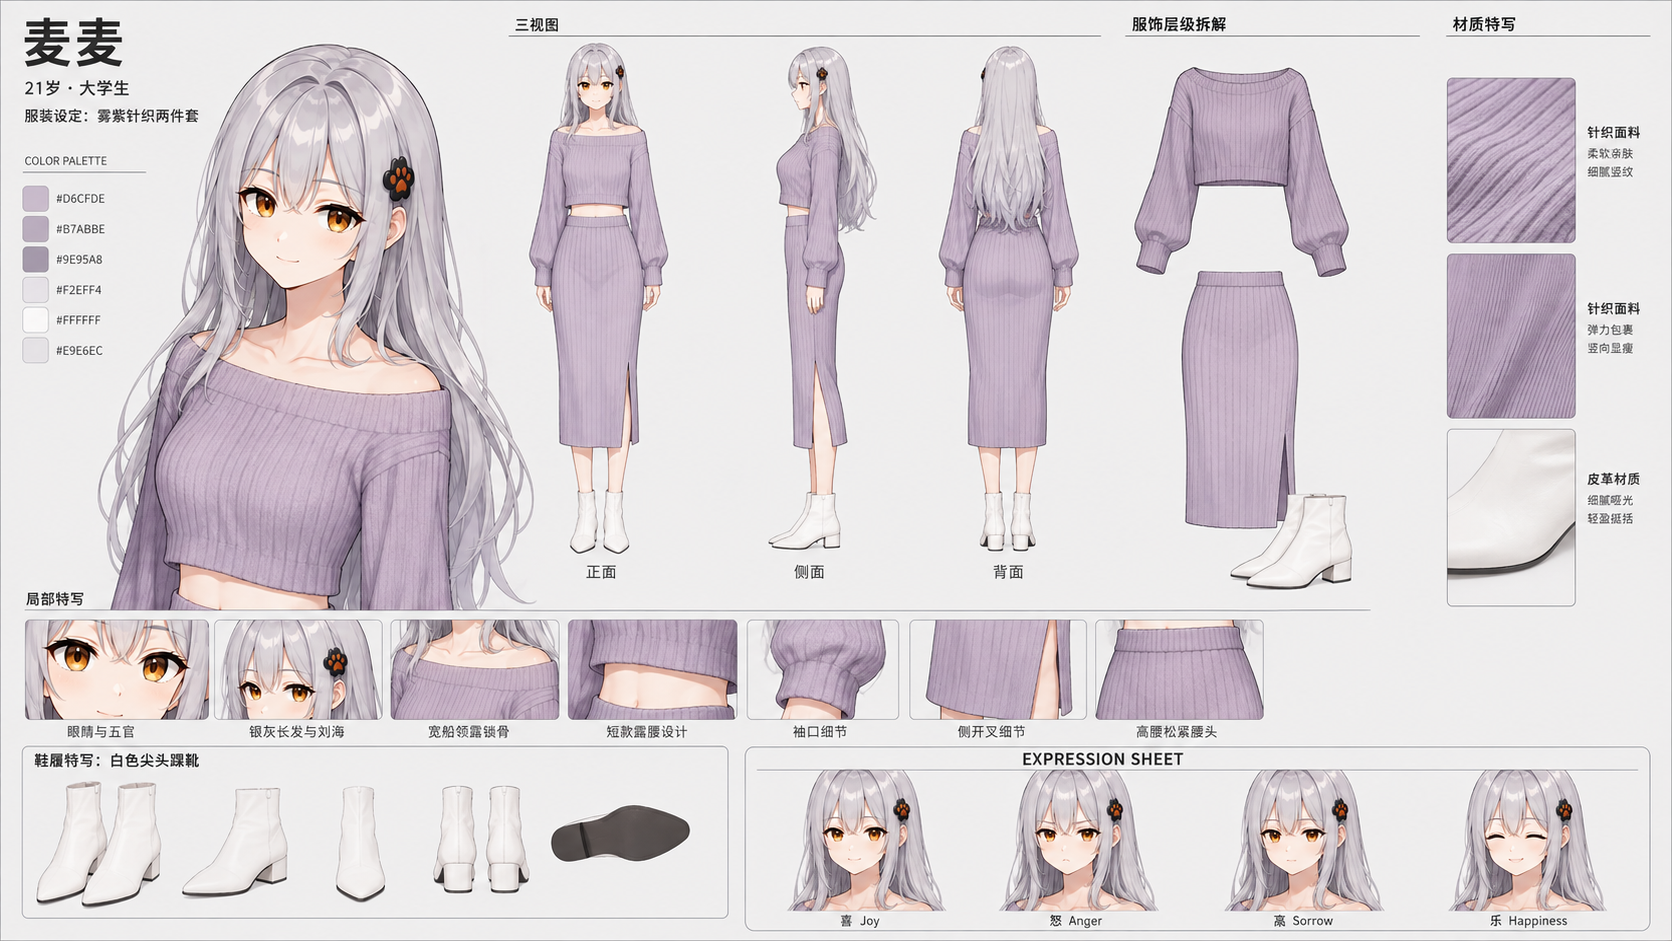 麦麦
21岁 · 大学生
服装设定：雾紫针织两件套
COLOR PALETTE
#D6CFDE
#B7ABBE
#9E95A8
#F2EFF4
#FFFFFF
#E9E6EC
三视图
正面
侧面
背面
服饰层级拆解
材质特写
针织面料
柔软亲肤
细腻竖纹
针织面料
弹力包裹
竖向显瘦
皮革材质
细腻哑光
轻盈挺括
局部特写
眼睛与五官
银灰长发与刘海
宽船领露锁骨
短款露腰设计
袖口细节
侧开叉细节
高腰松紧腰头
鞋履特写：白色尖头踝靴
EXPRESSION SHEET
喜 Joy
怒 Anger
Sorrow
乐 Happiness